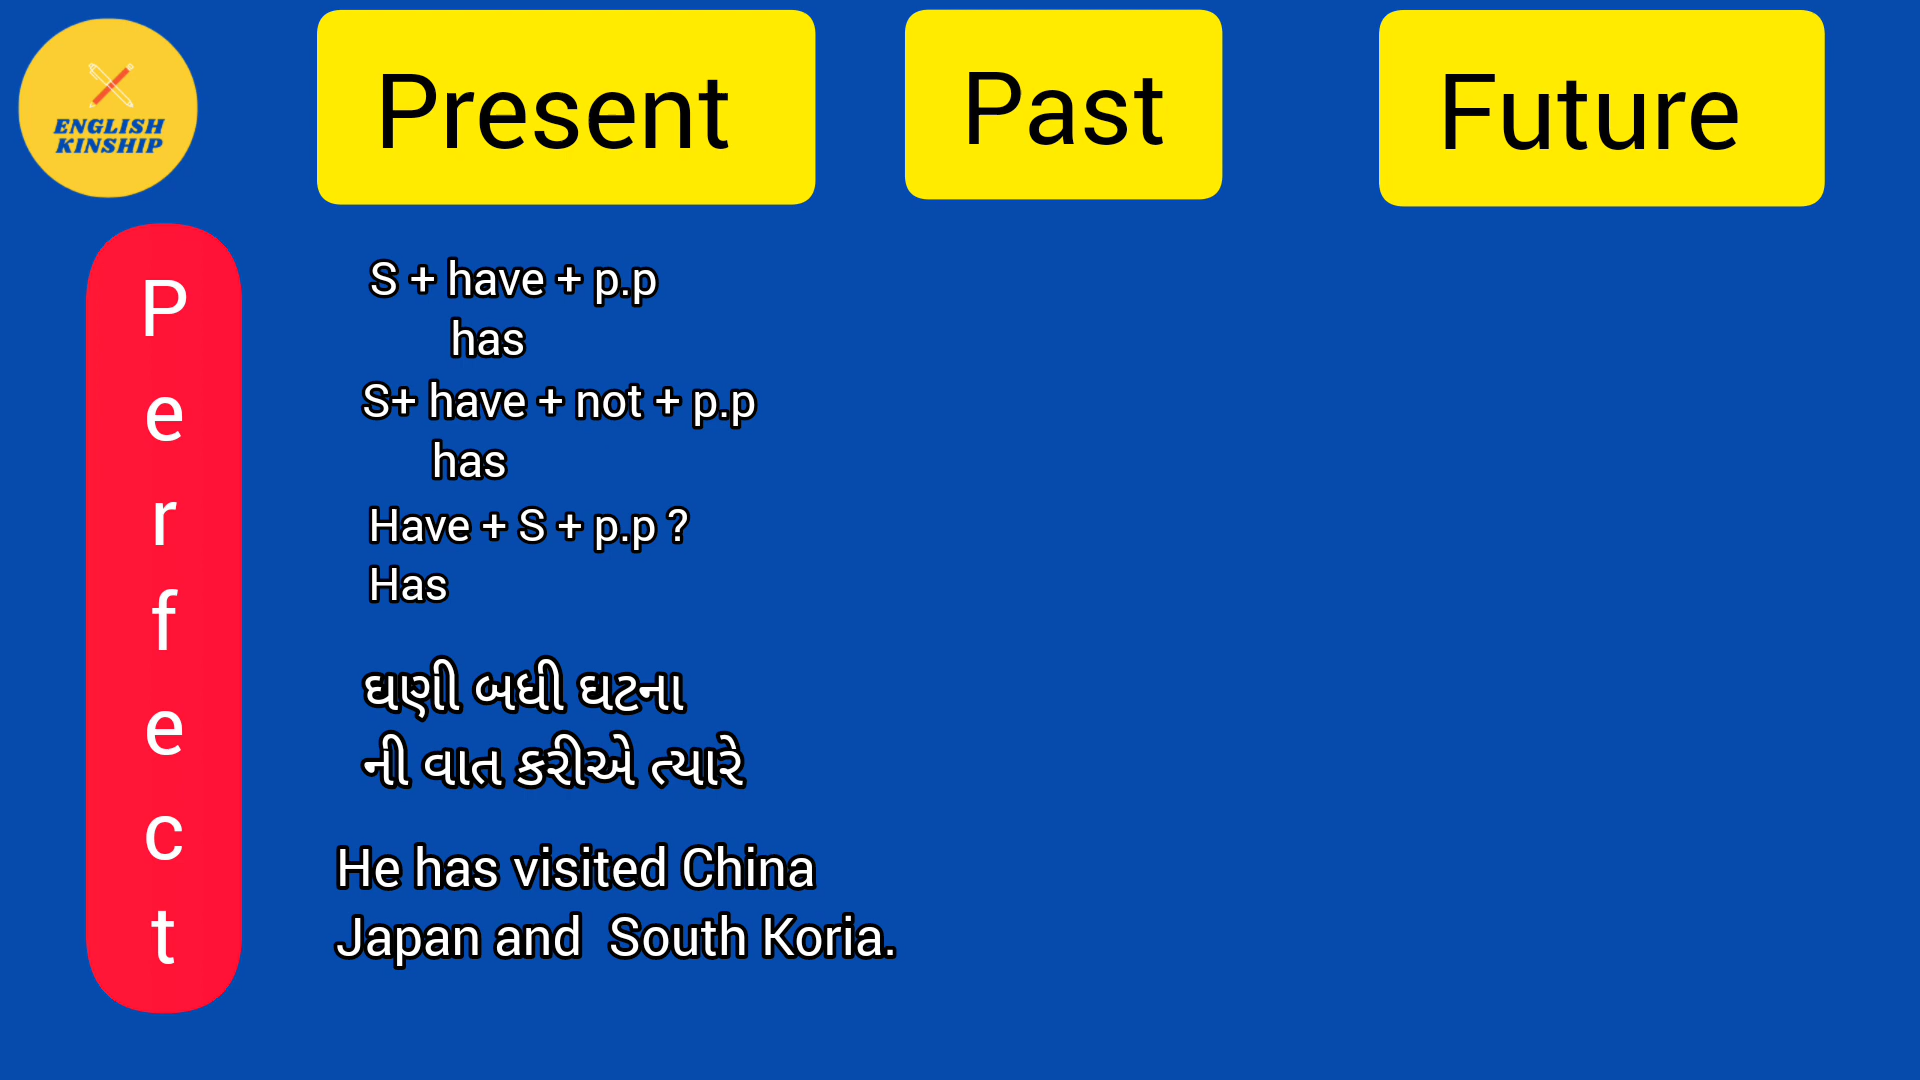 ENGLISH
KINSHIP
Present
Past
Future
Perfect
S + have + p.p
has
S+ have + not + p.p
has
Have + S + p.p ?
Has
ઘણી બધી ઘટના
ની વાત કરીએ ત્યારે
He has visited China
Japan and  South Koria.